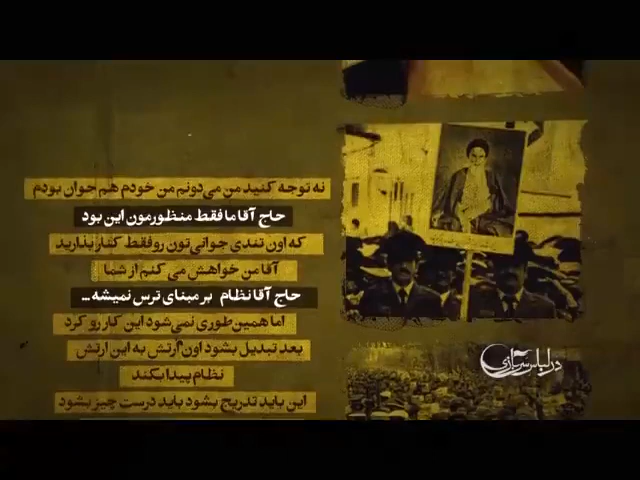 نه توجه کنید من می‌دونم من خودم هم جوان بودم
حاج آقا ما فقط منظورمون این بود
که اون تندی جوانی‌تون رو فقط کنار بذارید
آقا من خواهش می کنم از شما
حاج آقا نظام بر مبنای ترس نمیشه...
اما همین‌طوری نمی‌شود این کار رو کرد
بعد تبدیل بشود اون ارتش به این ارتش
نظام پیدا بکند
این باید تدریج بشود باید درست چیز بشود
در لباس سربازی